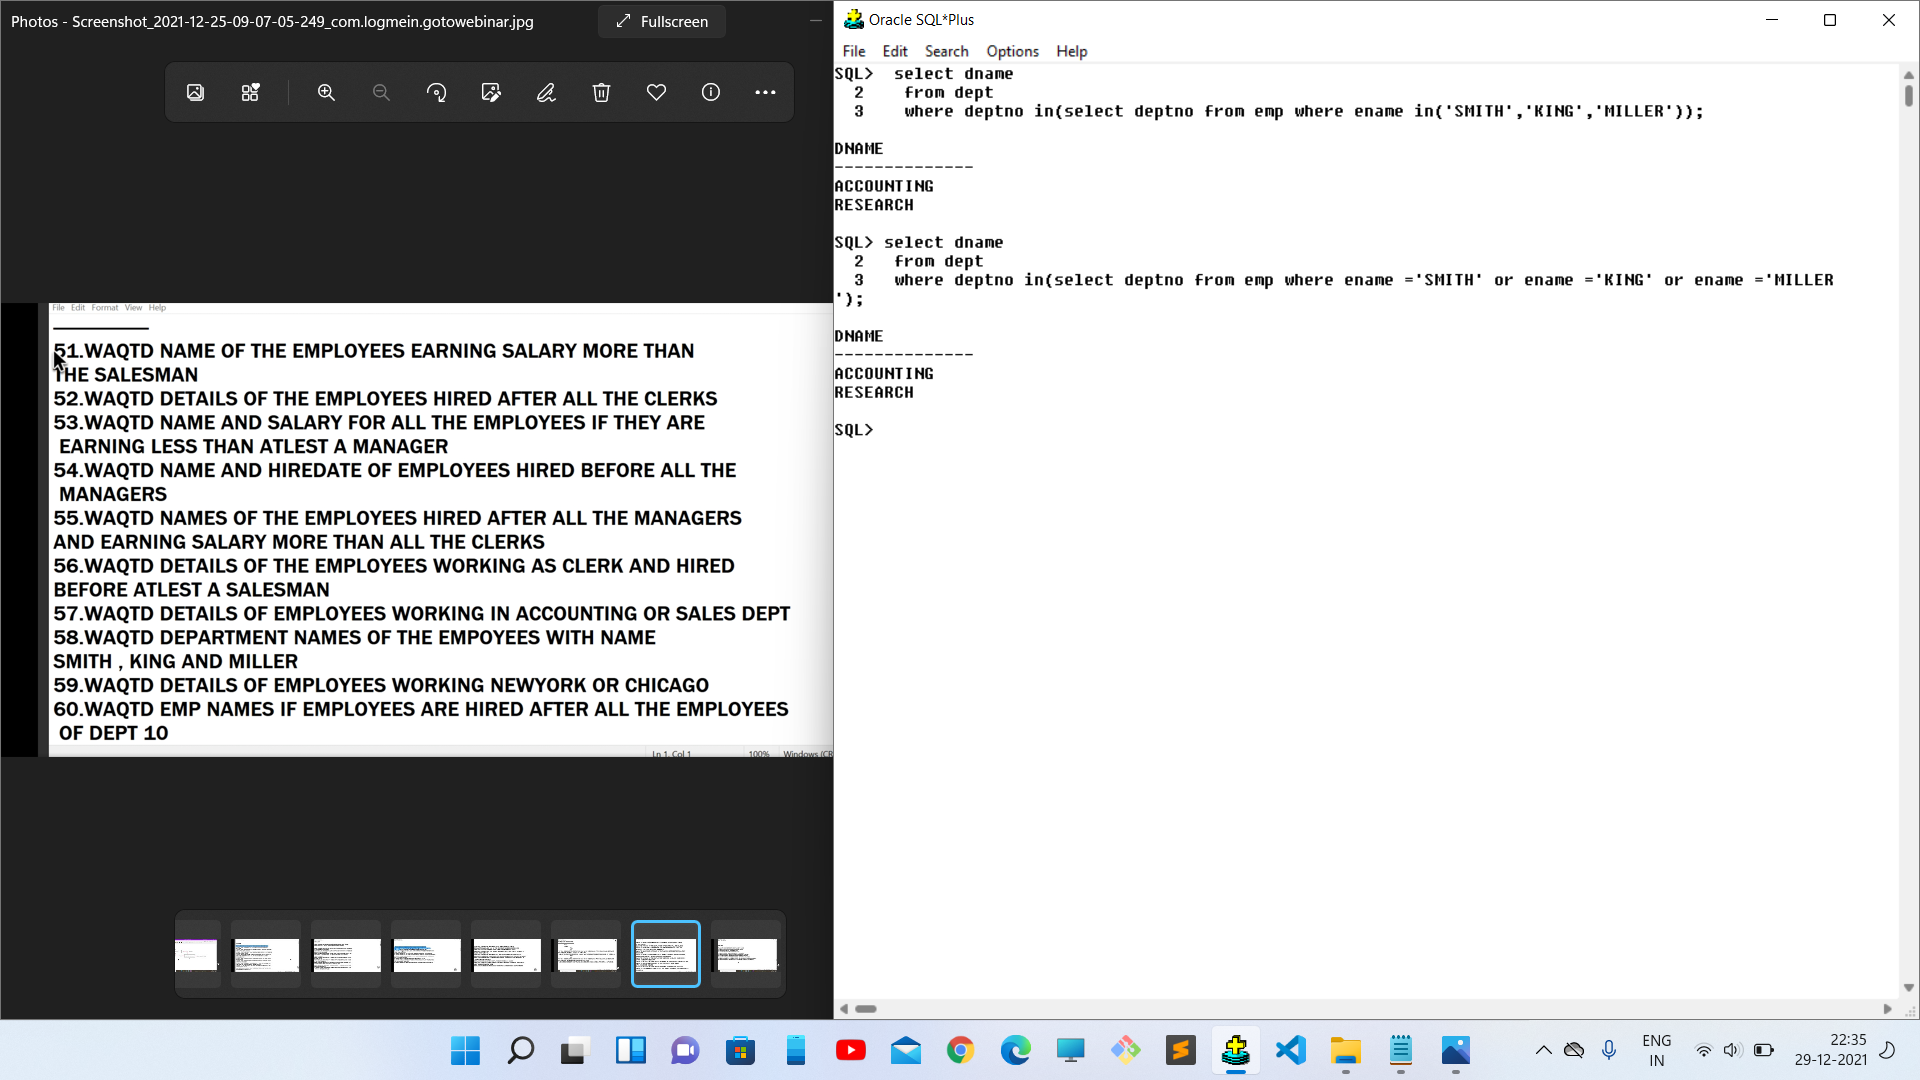 Photos - Screenshot_2021-12-25-09-07-05-249_com.logmein.gotowebinar.jpg
Fullscreen
File Edit Format View Help
51.WAQTD NAME OF THE EMPLOYEES EARNING SALARY MORE THAN
THE SALESMAN
52.WAQTD DETAILS OF THE EMPLOYEES HIRED AFTER ALL THE CLERKS
53.WAQTD NAME AND SALARY FOR ALL THE EMPLOYEES IF THEY ARE
EARNING LESS THAN ATLEST A MANAGER
54.WAQTD NAME AND HIREDATE OF EMPLOYEES HIRED BEFORE ALL THE
MANAGERS
55.WAQTD NAMES OF THE EMPLOYEES HIRED AFTER ALL THE MANAGERS
AND EARNING SALARY MORE THAN ALL THE CLERKS
56.WAQTD DETAILS OF THE EMPLOYEES WORKING AS CLERK AND HIRED
BEFORE ATLEST A SALESMAN
57.WAQTD DETAILS OF EMPLOYEES WORKING IN ACCOUNTING OR SALES DEPT
58.WAQTD DEPARTMENT NAMES OF THE EMPOYEES WITH NAME
SMITH , KING AND MILLER
59.WAQTD DETAILS OF EMPLOYEES WORKING NEWYORK OR CHICAGO
60.WAQTD EMP NAMES IF EMPLOYEES ARE HIRED AFTER ALL THE EMPLOYEES
OF DEPT 10
Ln 1, Col 1 100% Windows (CR
Oracle SQL*Plus
File Edit Search Options Help
SQL>  select dname
  2    from dept
  3    where deptno in(select deptno from emp where ename in('SMITH','KING','MILLER'));
DNAME
--------------
ACCOUNTING
RESEARCH
SQL> select dname
  2   from dept
  3   where deptno in(select deptno from emp where ename ='SMITH' or ename ='KING' or ename ='MILLER
');
DNAME
--------------
ACCOUNTING
RESEARCH
SQL>
ENG
IN
22:35
29-12-2021